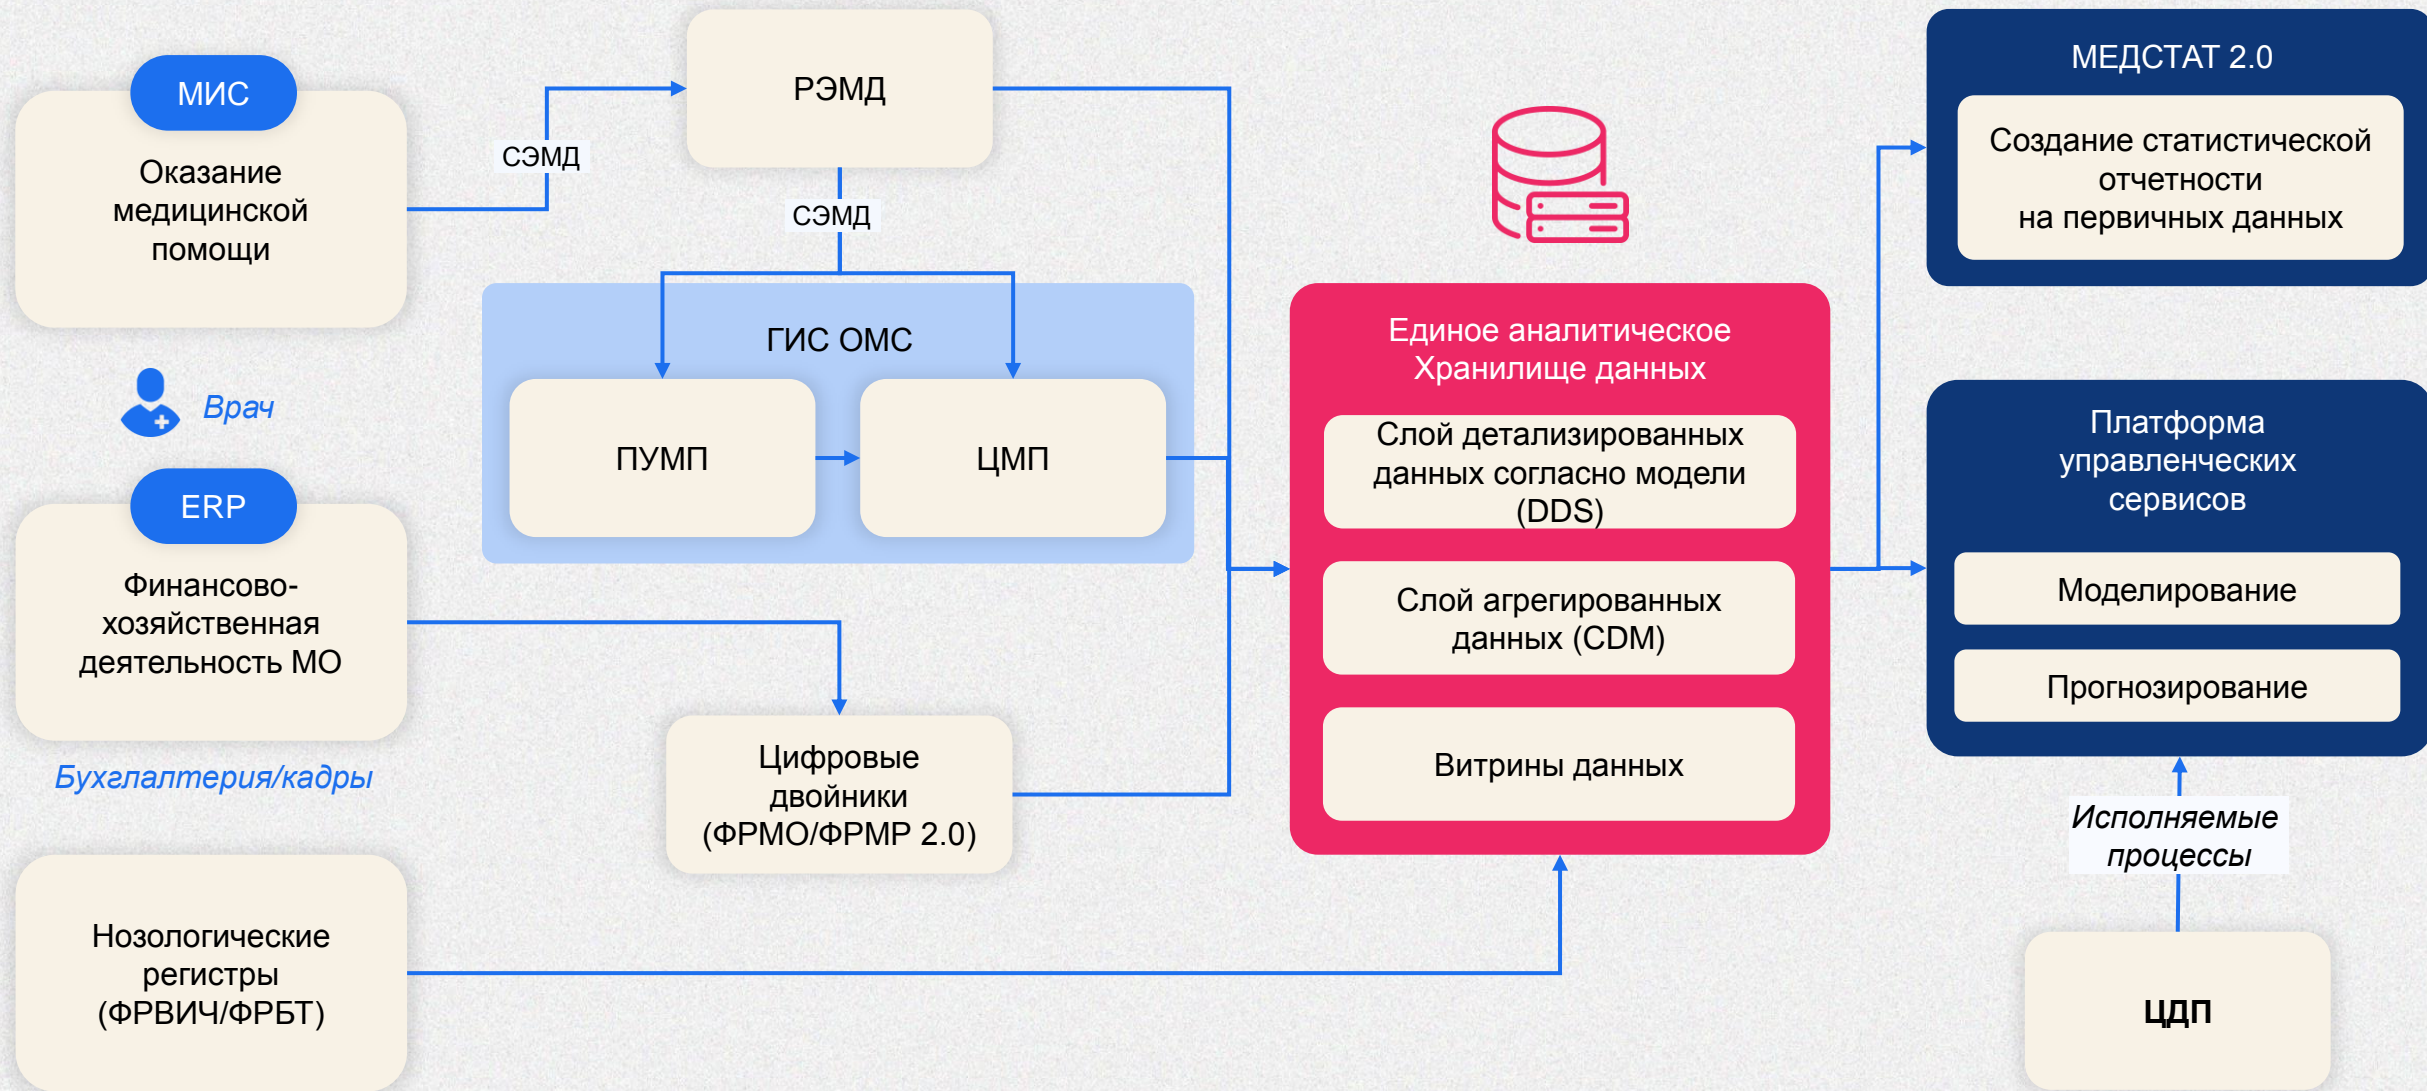 МИС
Оказание
медицинской
помощи
Врач
ERP
Финансово-
хозяйственная
деятельность МО
Бухглалтерия/кадры
Нозологические
регистры
(ФРВИЧ/ФРБТ)
СЭМД
РЭМД
СЭМД
ГИС ОМС
ПУМП
ЦМП
Цифровые
двойники
(ФРМО/ФРМР 2.0)
Единое аналитическое
Хранилище данных
Слой детализированных
данных согласно модели
(DDS)
Слой агрегированных
данных (CDM)
Витрины данных
МЕДСТАТ 2.0
Создание статистической
отчетности
на первичных данных
Платформа
управленческих
сервисов
Моделирование
Прогнозирование
Исполняемые
процессы
ЦДП